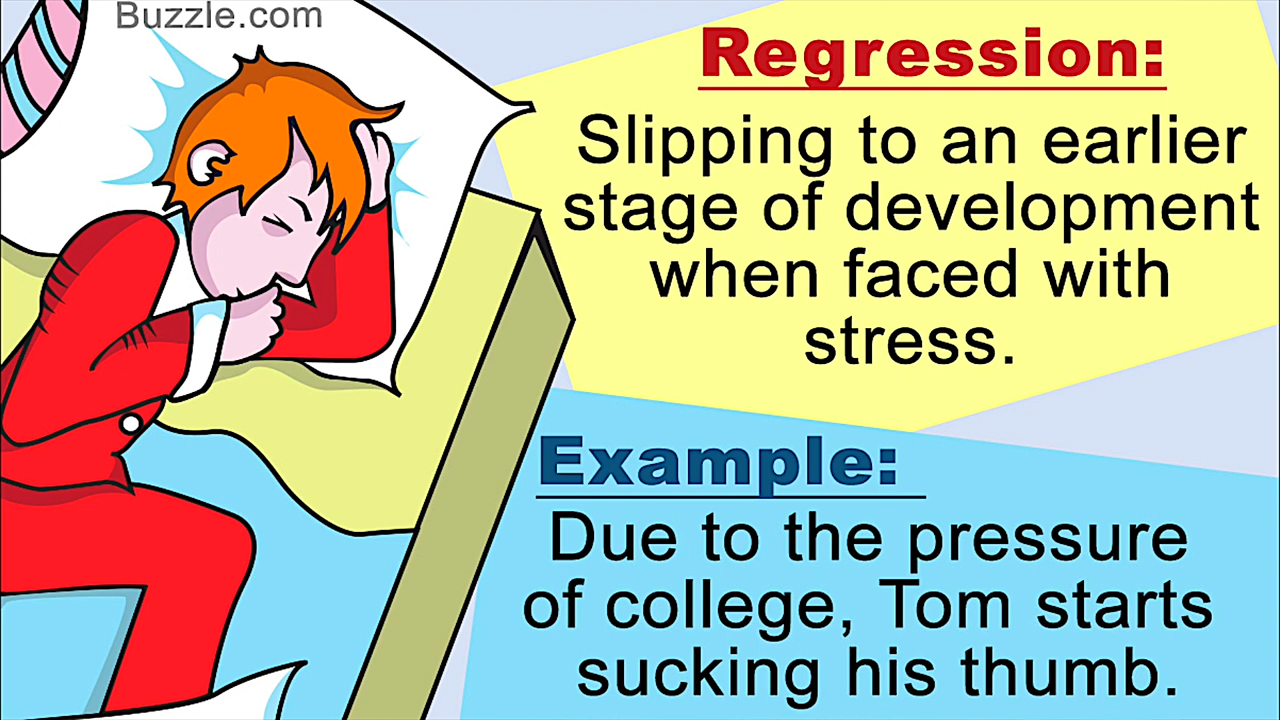 Buzzle.com
Regression:
Slipping to an earlier
stage of development
when faced with
stress.
Example:
Due to the pressure
of college, Tom starts
sucking his thumb.